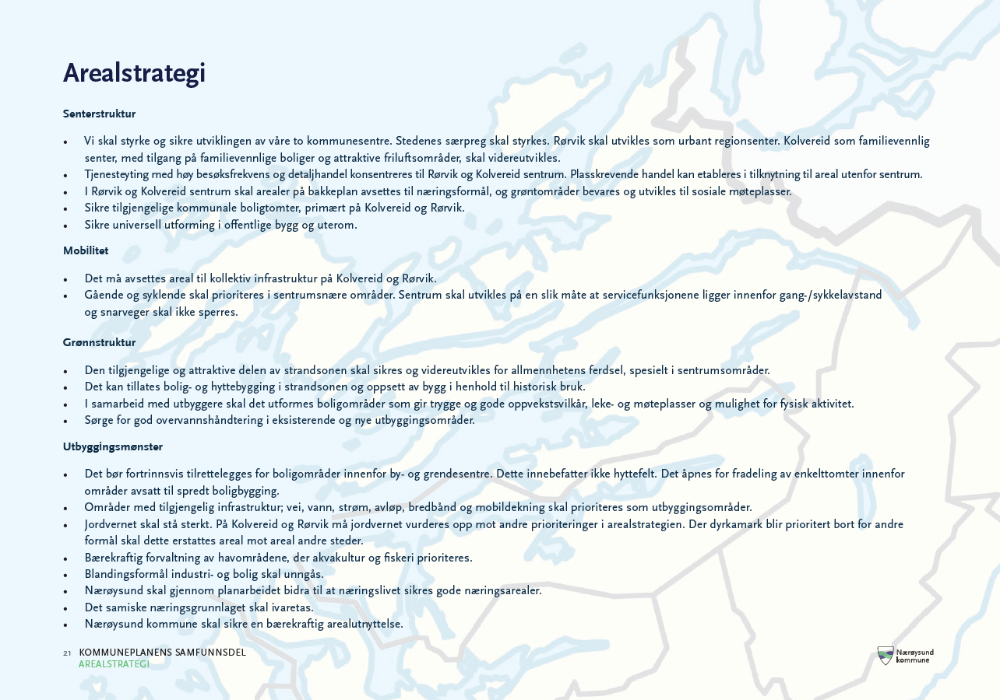 Arealstrategi
Senterstruktur
• Vi skal styrke og sikre utviklingen av våre to kommunesentre. Stedenes særpreg skal styrkes. Rørvik skal utvikles som urbant regionsenter. Kolvereid som familievennlig
senter, med tilgang på familievennlige boliger og attraktive friluftsområder, skal videreutvikles.
• Tjenesteyting med høy besøksfrekvens og detaljhandel konsentreres til Rørvik og Kolvereid sentrum. Plasskrevende handel kan etableres i tilknytning til areal utenfor sentrum.
• I Rørvik og Kolvereid sentrum skal arealer på bakkeplan avsettes til næringsformål, og grøntområder bevares og utvikles til sosiale møteplasser.
• Sikre tilgjengelige kommunale boligtomter, primært på Kolvereid og Rørvik.
• Sikre universell utforming i offentlige bygg og uterom.
Mobilitet
• Det må avsettes areal til kollektiv infrastruktur på Kolvereid og Rørvik.
• Gående og syklende skal prioriteres i sentrumsnære områder. Sentrum skal utvikles på en slik måte at servicefunksjonene ligger innenfor gang-/sykkelavstand
og snarveger skal ikke sperres.
Grønnstruktur
• Den tilgjengelige og attraktive delen av strandsonen skal sikres og videreutvikles for allmennhetens ferdsel, spesielt i sentrumsområder.
• Det kan tillates bolig- og hyttebygging i strandsonen og oppsett av bygg i henhold til historisk bruk.
• I samarbeid med utbyggere skal det utformes boligområder som gir trygge og gode oppvekstsvilkår, leke- og møteplasser og mulighet for fysisk aktivitet.
• Sørge for god overvannshåndtering i eksisterende og nye utbyggingsområder.
Utbyggingsmønster
• Det bør fortrinnsvis tilrettelegges for boligområder innenfor by- og grendesentre. Dette innebefatter ikke hyttefelt. Det åpnes for fradeling av enkelttomter innenfor
områder avsatt til spredt boligbygging.
• Områder med tilgjengelig infrastruktur; vei, vann, strøm, avløp, bredbånd og mobildekning skal prioriteres som utbyggingsområder.
• Jordvernet skal stå sterkt. På Kolvereid og Rørvik må jordvernet vurderes opp mot andre prioriteringer i arealstrategien. Der dyrkamark blir prioritert bort for andre
formål skal dette erstattes areal mot areal andre steder.
• Bærekraftig forvaltning av havområdene, der akvakultur og fiskeri prioriteres.
• Blandingsformål industri- og bolig skal unngås.
• Nærøysund skal gjennom planarbeidet bidra til at næringslivet sikres gode næringsarealer.
• Det samiske næringsgrunnlaget skal ivaretas.
• Nærøysund kommune skal sikre en bærekraftig arealutnyttelse.
21 KOMMUNEPLANENS SAMFUNNSDEL
AREALSTRATEGI
Nærøysund
kommune